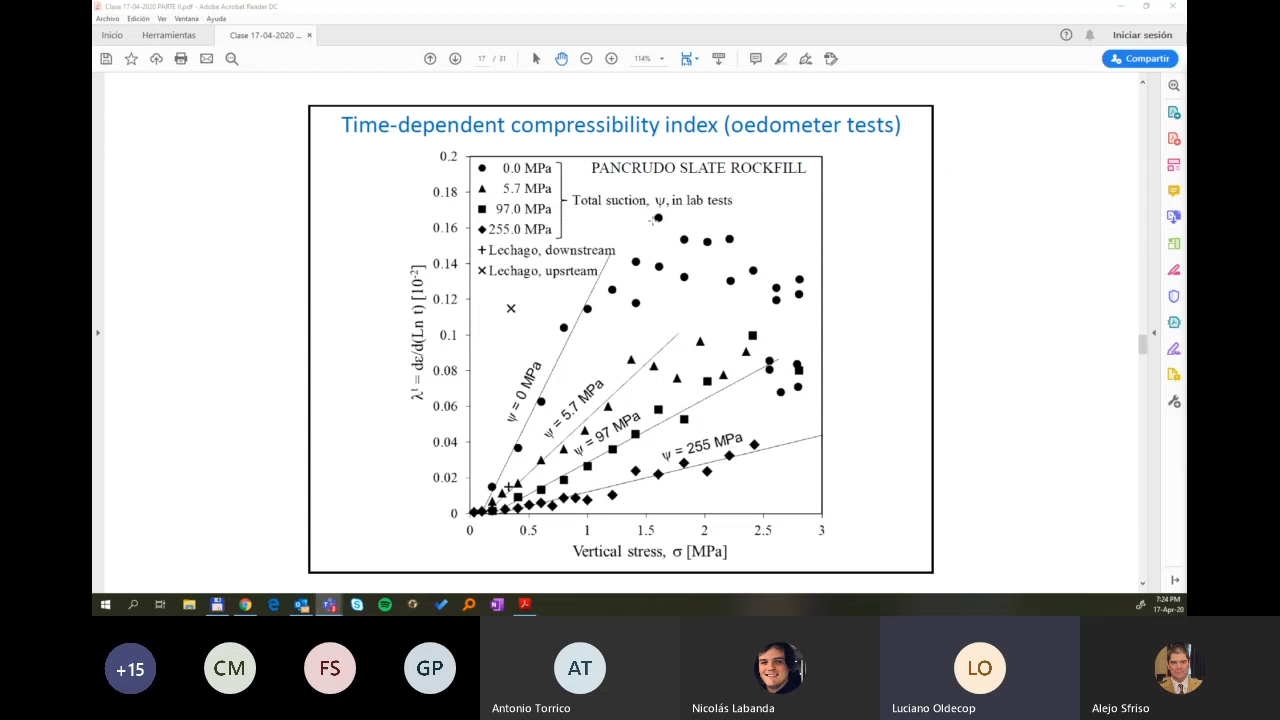 Clase 17-04-2020 PARTE II.pdf - Adobe Acrobat Reader DC
Archivo Edición Ver Ventana Ayuda
Inicio Herramientas Clase 17-04-2020 ... × Iniciar sesión
17 / 31 114% Compartir
Time-dependent compressibility index (oedometer tests)
PANCRUDO SLATE ROCKFILL
0.0 MPa
5.7 MPa
97.0 MPa
255.0 MPa
Total suction, ψ, in lab tests
Lechago, downstream
Lechago, upsrteam
λᵗ = dε/d(Ln t) [10⁻²]
0.2
0.18
0.16
0.14
0.12
0.1
0.08
0.06
0.04
0.02
0
ψ = 0 MPa
ψ = 5.7 MPa
ψ = 97 MPa
ψ = 255 MPa
0 0.5 1 1.5 2 2.5 3
Vertical stress, σ [MPa]
7:24 PM
17-Apr-20
+15 CM FS GP AT LO
Antonio Torrico Nicolás Labanda Luciano Oldecop Alejo Sfriso